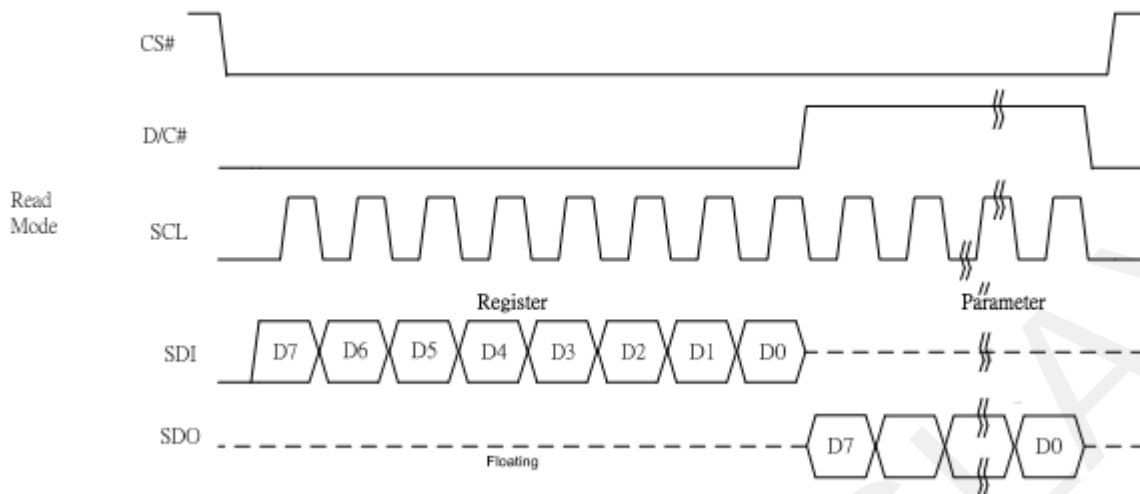 CS#
D/C#
Read
Mode
SCL
Register Parameter
SDI D7 D6 D5 D4 D3 D2 D1 D0
SDO D7 D0
Floating